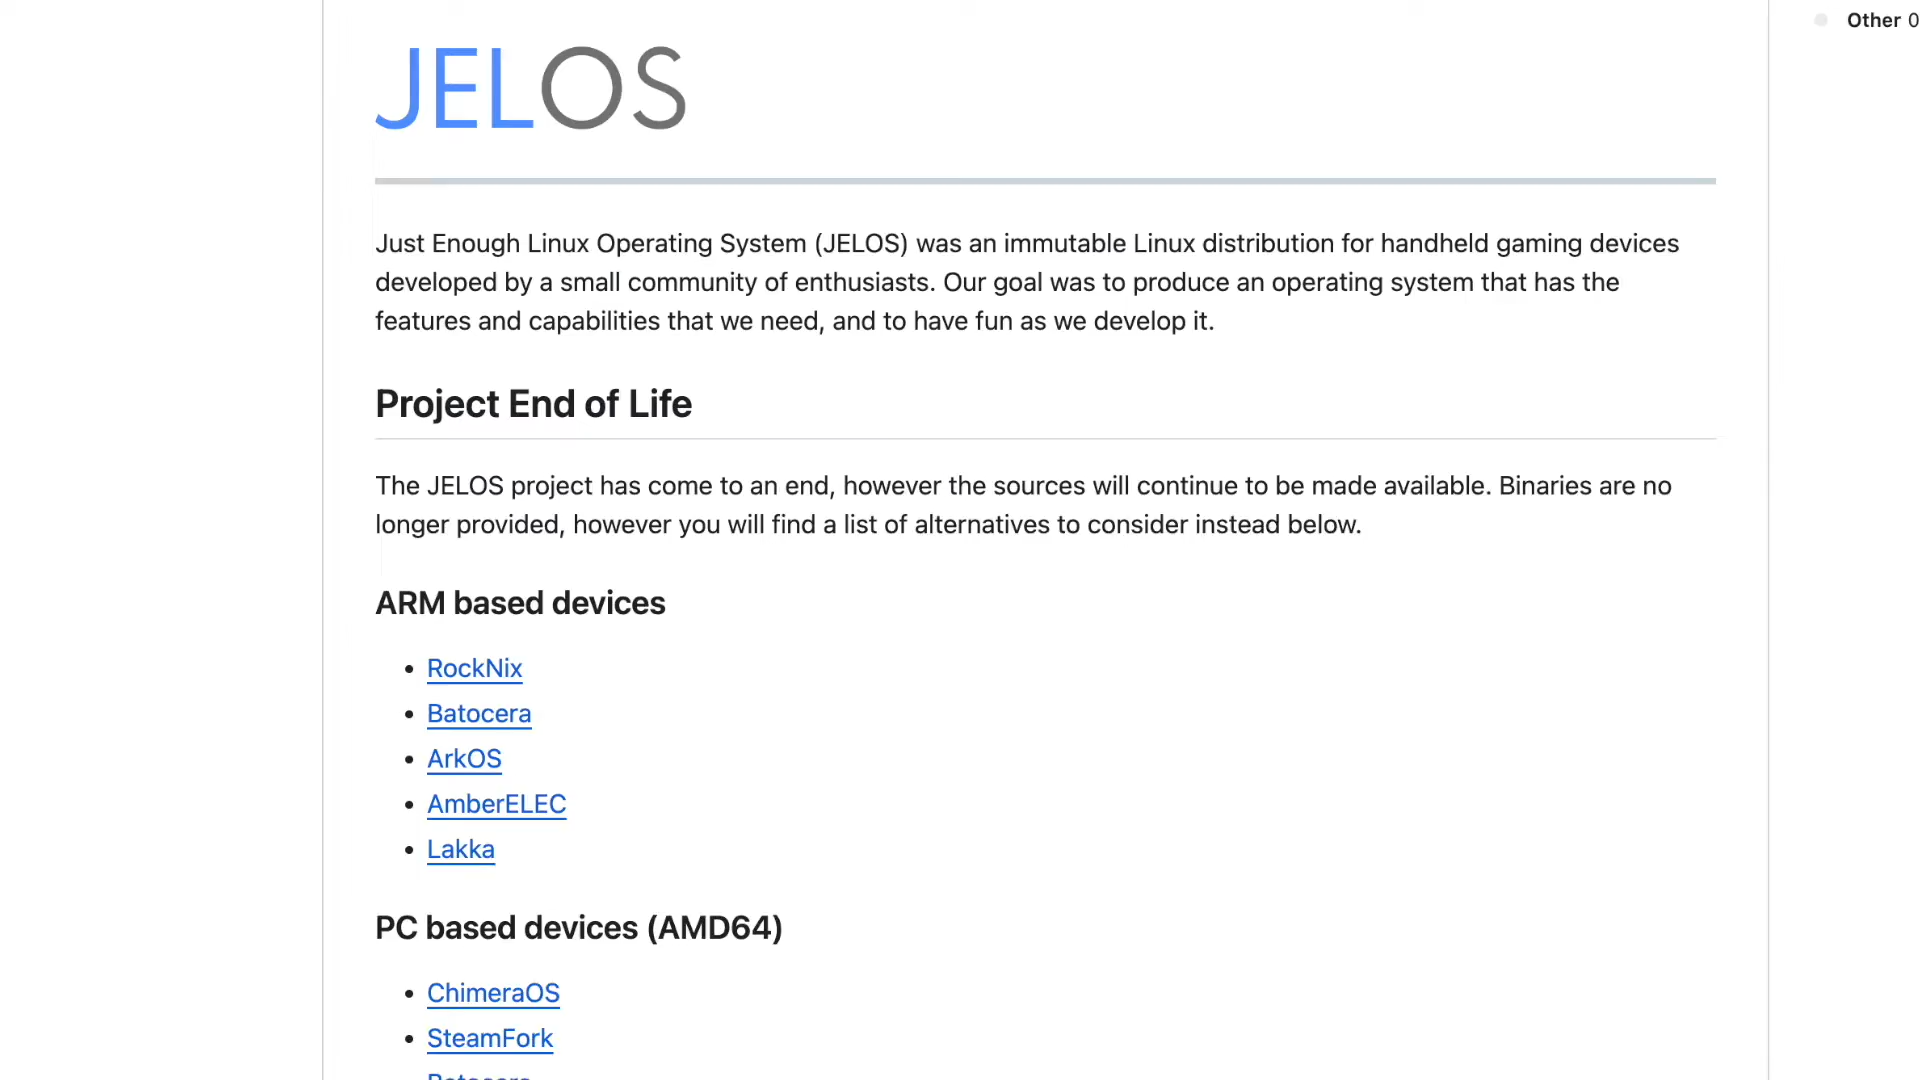 JELOS
Other 0
Just Enough Linux Operating System (JELOS) was an immutable Linux distribution for handheld gaming devices
developed by a small community of enthusiasts. Our goal was to produce an operating system that has the
features and capabilities that we need, and to have fun as we develop it.
Project End of Life
The JELOS project has come to an end, however the sources will continue to be made available. Binaries are no
longer provided, however you will find a list of alternatives to consider instead below.
ARM based devices
• RockNix
• Batocera
• ArkOS
• AmberELEC
• Lakka
PC based devices (AMD64)
• ChimeraOS
• SteamFork